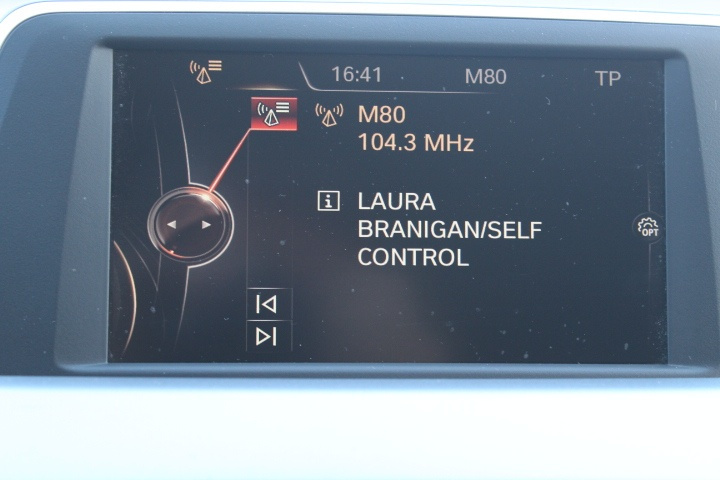 16:41 M80 TP
M80
104.3 MHz
i LAURA
BRANIGAN/SELF
CONTROL
OPT